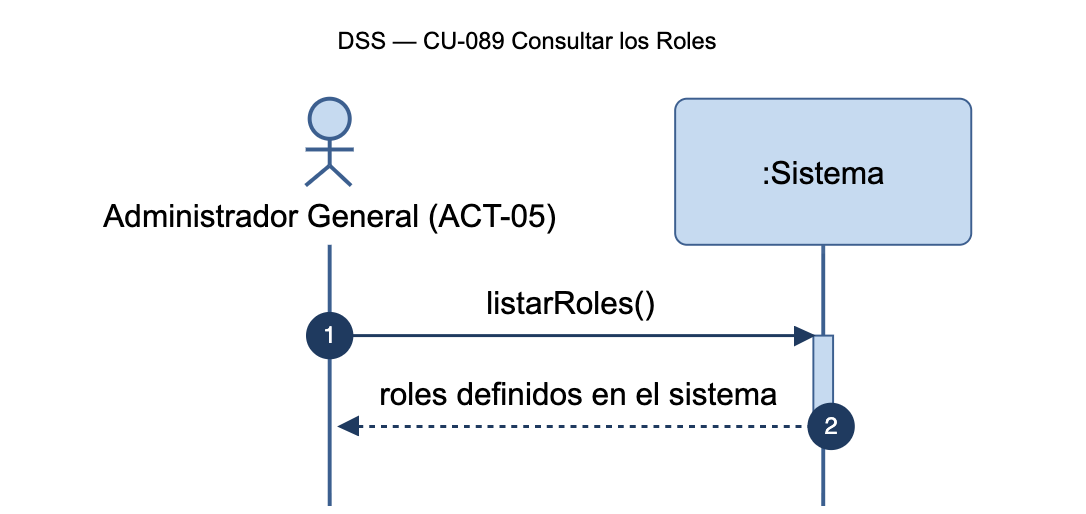 DSS — CU-089 Consultar los Roles
Administrador General (ACT-05)
:Sistema
listarRoles()
1
roles definidos en el sistema
2